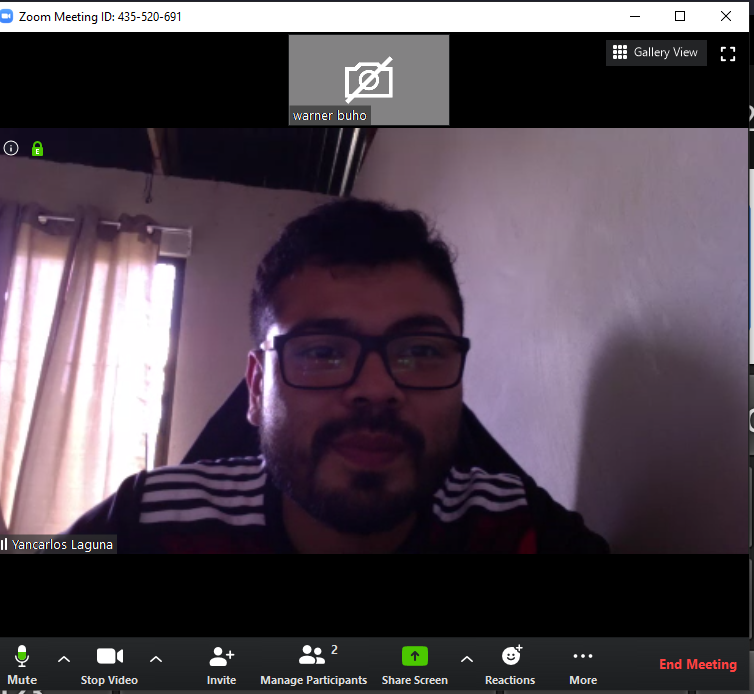 Zoom Meeting ID: 435-520-691
Gallery View
warner buho
E
Yancarlos Laguna
2
Mute
Stop Video
Invite
Manage Participants
Share Screen
Reactions
More
End Meeting